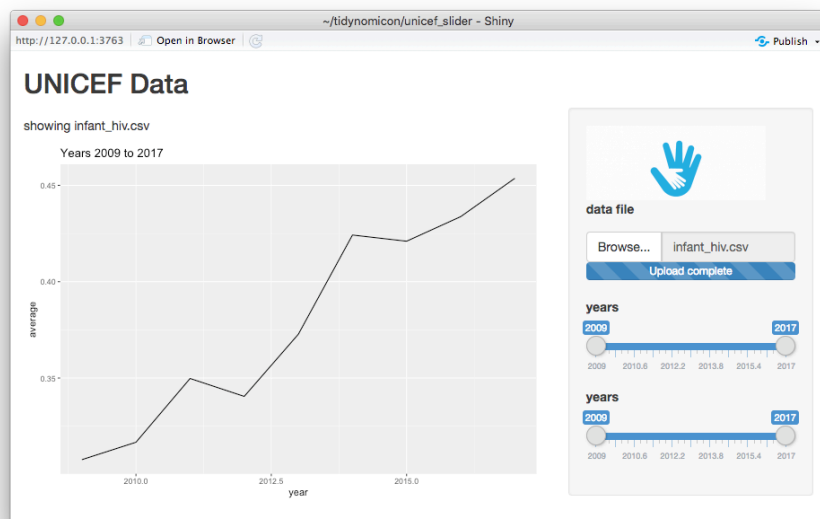 ~/tidynomicon/unicef_slider - Shiny
http://127.0.0.1:3763 Open in Browser Publish
UNICEF Data
showing infant_hiv.csv
Years 2009 to 2017
0.45
0.40
0.35
average
2010.0 2012.5 2015.0
year
data file
Browse... infant_hiv.csv
Upload complete
years
2009 2017
2009 2010.6 2012.2 2013.8 2015.4 2017
years
2009 2017
2009 2010.6 2012.2 2013.8 2015.4 2017